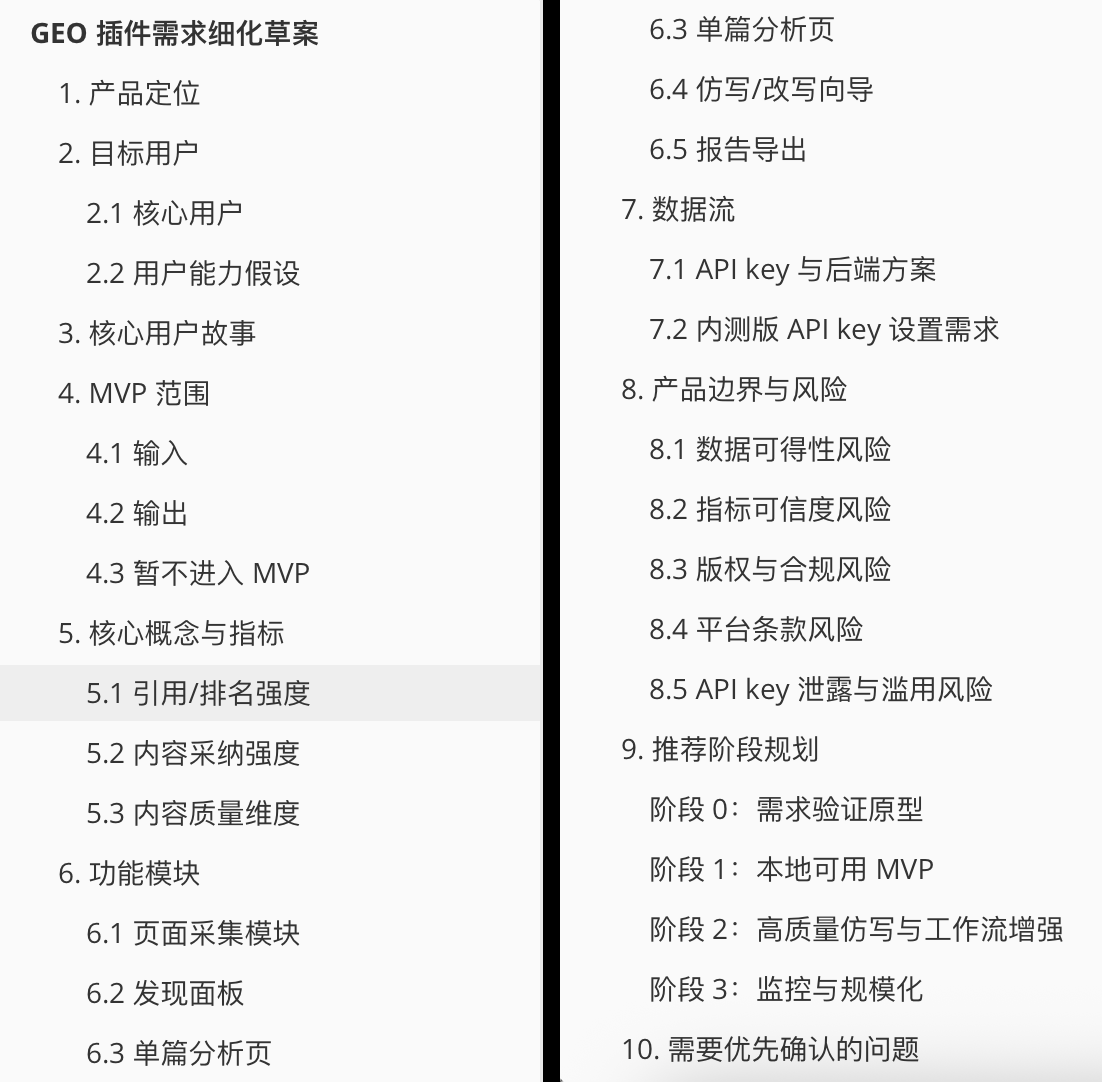 GEO 插件需求细化草案
1. 产品定位
2. 目标用户
2.1 核心用户
2.2 用户能力假设
3. 核心用户故事
4. MVP 范围
4.1 输入
4.2 输出
4.3 暂不进入 MVP
5. 核心概念与指标
5.1 引用/排名强度
5.2 内容采纳强度
5.3 内容质量维度
6. 功能模块
6.1 页面采集模块
6.2 发现面板
6.3 单篇分析页
6.3 单篇分析页
6.4 仿写/改写向导
6.5 报告导出
7. 数据流
7.1 API key 与后端方案
7.2 内测版 API key 设置需求
8. 产品边界与风险
8.1 数据可得性风险
8.2 指标可信度风险
8.3 版权与合规风险
8.4 平台条款风险
8.5 API key 泄露与滥用风险
9. 推荐阶段规划
阶段 0：需求验证原型
阶段 1：本地可用 MVP
阶段 2：高质量仿写与工作流增强
阶段 3：监控与规模化
10. 需要优先确认的问题